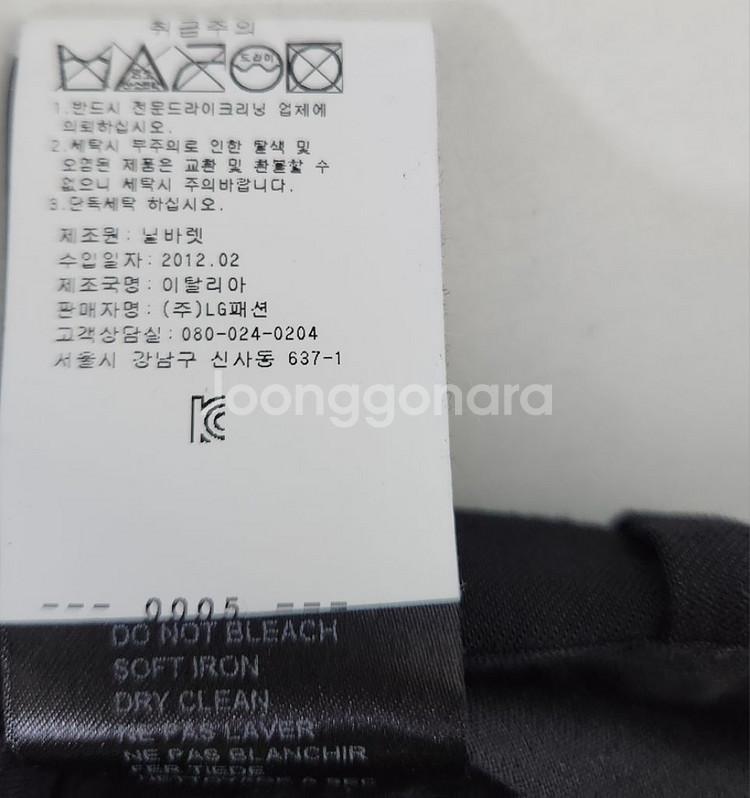 취급주의
드라이
1.반드시 전문드라이크리닝 업체에
의뢰하십시오.
2.세탁시 부주의로 인한 탈색 및
오염된 제품은 교환 및 환불할 수
없으니 세탁시 주의바랍니다.
3.단독세탁 하십시오.
제조원: 닐바렛
수입일자:2012.02
제조국명:이탈리아
판매자명:(주)LG패션
고객상담실:080-024-0204
서울시 강남구 신사동 637-1
loonggonara
--- 0005 ---
DO NOT BLEACH
SOFT IRON
DRY CLEAN
NE PAS LAVER
NE PAS BLANCHIR
FER TIEDE